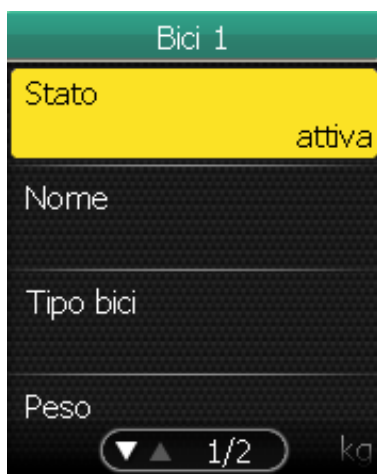 Bici 1
Stato
attiva
Nome
Tipo bici
Peso
1/2
kg